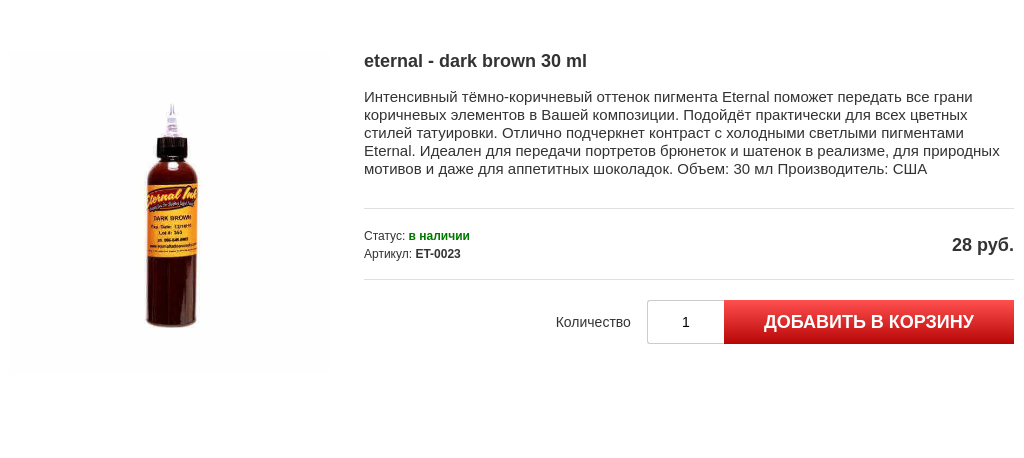 eternal - dark brown 30 ml
Интенсивный тёмно-коричневый оттенок пигмента Eternal поможет передать все грани
коричневых элементов в Вашей композиции. Подойдёт практически для всех цветных
стилей татуировки. Отлично подчеркнет контраст с холодными светлыми пигментами
Eternal. Идеален для передачи портретов брюнеток и шатенок в реализме, для природных
мотивов и даже для аппетитных шоколадок. Объем: 30 мл Производитель: США
Eternal Ink
DARK BROWN
Статус: в наличии
Артикул: ET-0023
28 руб.
Количество
1
ДОБАВИТЬ В КОРЗИНУ